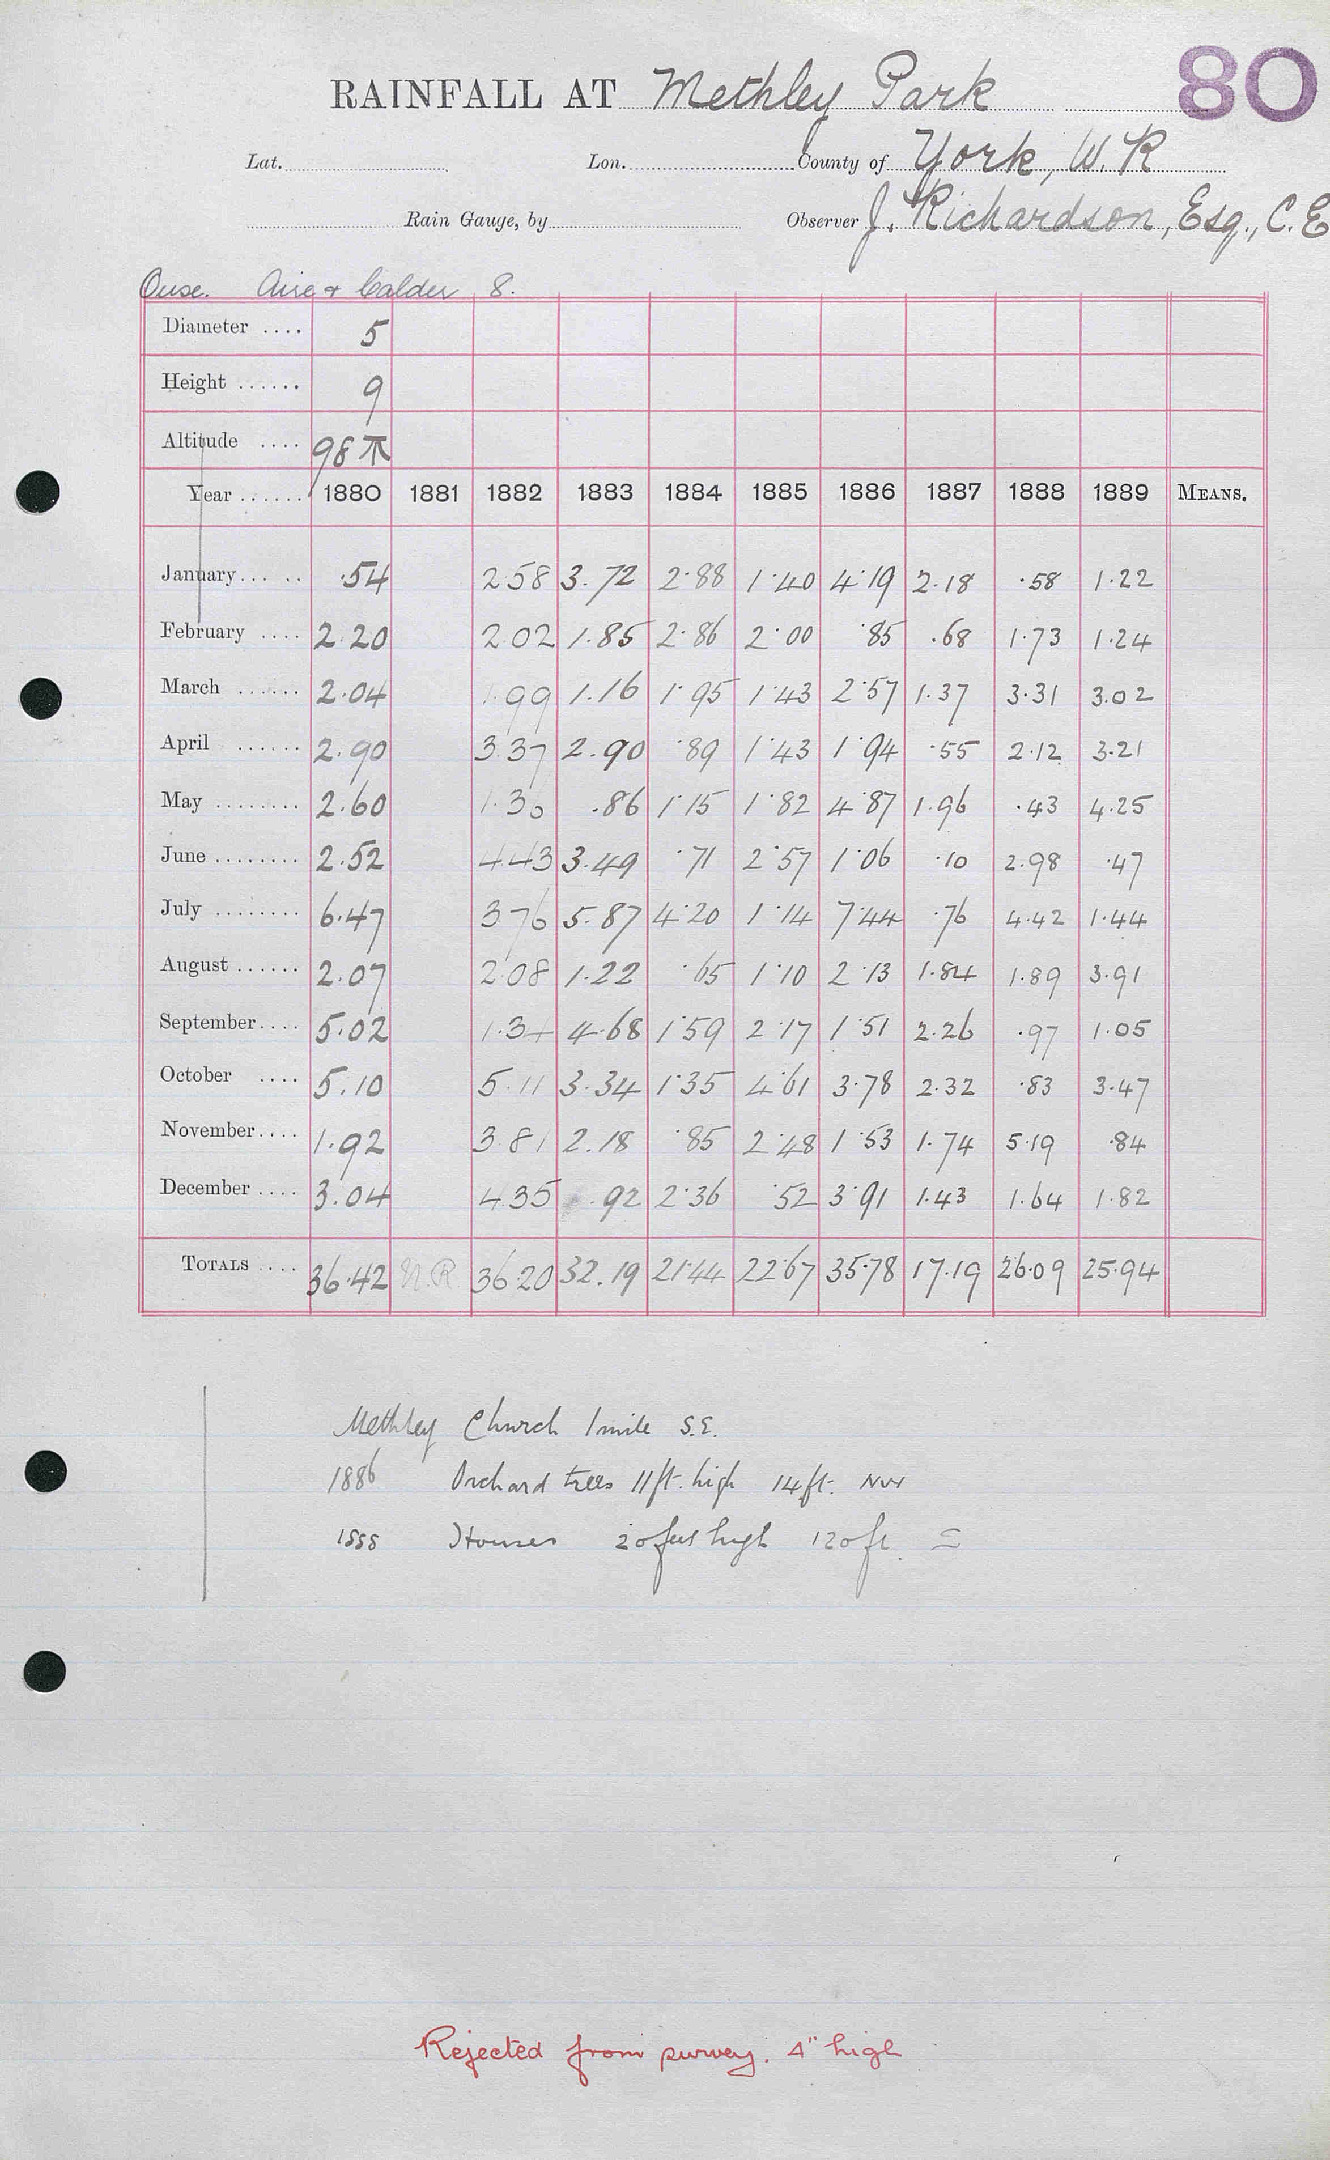 RAINFALL AT Methley Park 80
Lat. Lon. County of York, W. R
Rain Gauge, by Observer J. Richardson, Esq., C. E
Ouse. Aire & Calder 8.
Diameter .... 5
Height ...... 9
Altitude .... 98 T
Year ...... 1880 1881 1882 1883 1884 1885 1886 1887 1888 1889 MEANS.
January... .. .54 2.58 3.72 2.88 1.40 4.19 2.18 .58 1.22
February .... 2.20 2.02 1.85 2.86 2.00 .85 .68 1.73 1.24
March ...... 2.04 1.99 1.16 1.95 1.43 2.57 1.37 3.31 3.02
April ...... 2.90 3.37 2.90 .89 1.43 1.94 .55 2.12 3.21
May ........ 2.60 1.30 .86 1.15 1.82 4.87 1.96 .43 4.25
June ........ 2.52 4.43 3.49 .71 2.57 1.06 .10 2.98 .47
July ........ 6.47 3.76 5.87 4.20 1.14 7.44 .76 4.42 1.44
August ...... 2.07 2.08 1.22 .65 1.10 2.13 1.84 1.89 3.91
September.... 5.02 1.34 4.68 1.59 2.17 1.51 2.26 .97 1.05
October .... 5.10 5.11 3.34 1.35 4.61 3.78 2.32 .83 3.47
November.... 1.92 3.81 2.18 .85 2.48 1.53 1.74 5.19 .84
December .... 3.04 4.35 .92 2.36 .52 3.91 1.43 1.64 1.82
TOTALS .... 36.42 N.R. 36.20 32.19 21.44 22.67 35.78 17.19 26.09 25.94
Methley Church 1 mile S.E.
1886 Orchard trees 11 ft. high 14 ft. NW
1888 Houses 20 feet high 120 ft.
Rejected from survey. 4" high